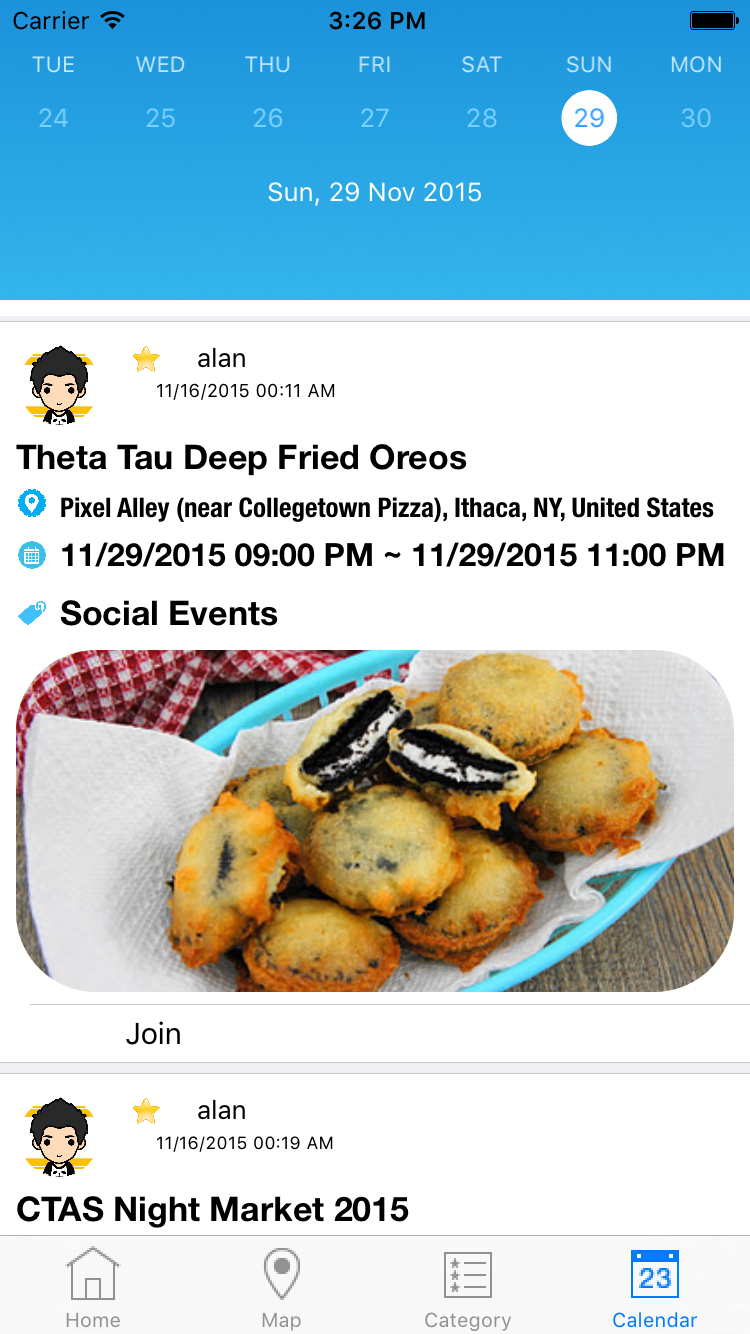 Carrier 3:26 PM
TUE WED THU FRI SAT SUN MON
24 25 26 27 28 29 30
Sun, 29 Nov 2015
alan
11/16/2015 00:11 AM
Theta Tau Deep Fried Oreos
Pixel Alley (near Collegetown Pizza), Ithaca, NY, United States
11/29/2015 09:00 PM ~ 11/29/2015 11:00 PM
Social Events
Join
alan
11/16/2015 00:19 AM
CTAS Night Market 2015
23
Home Map Category Calendar